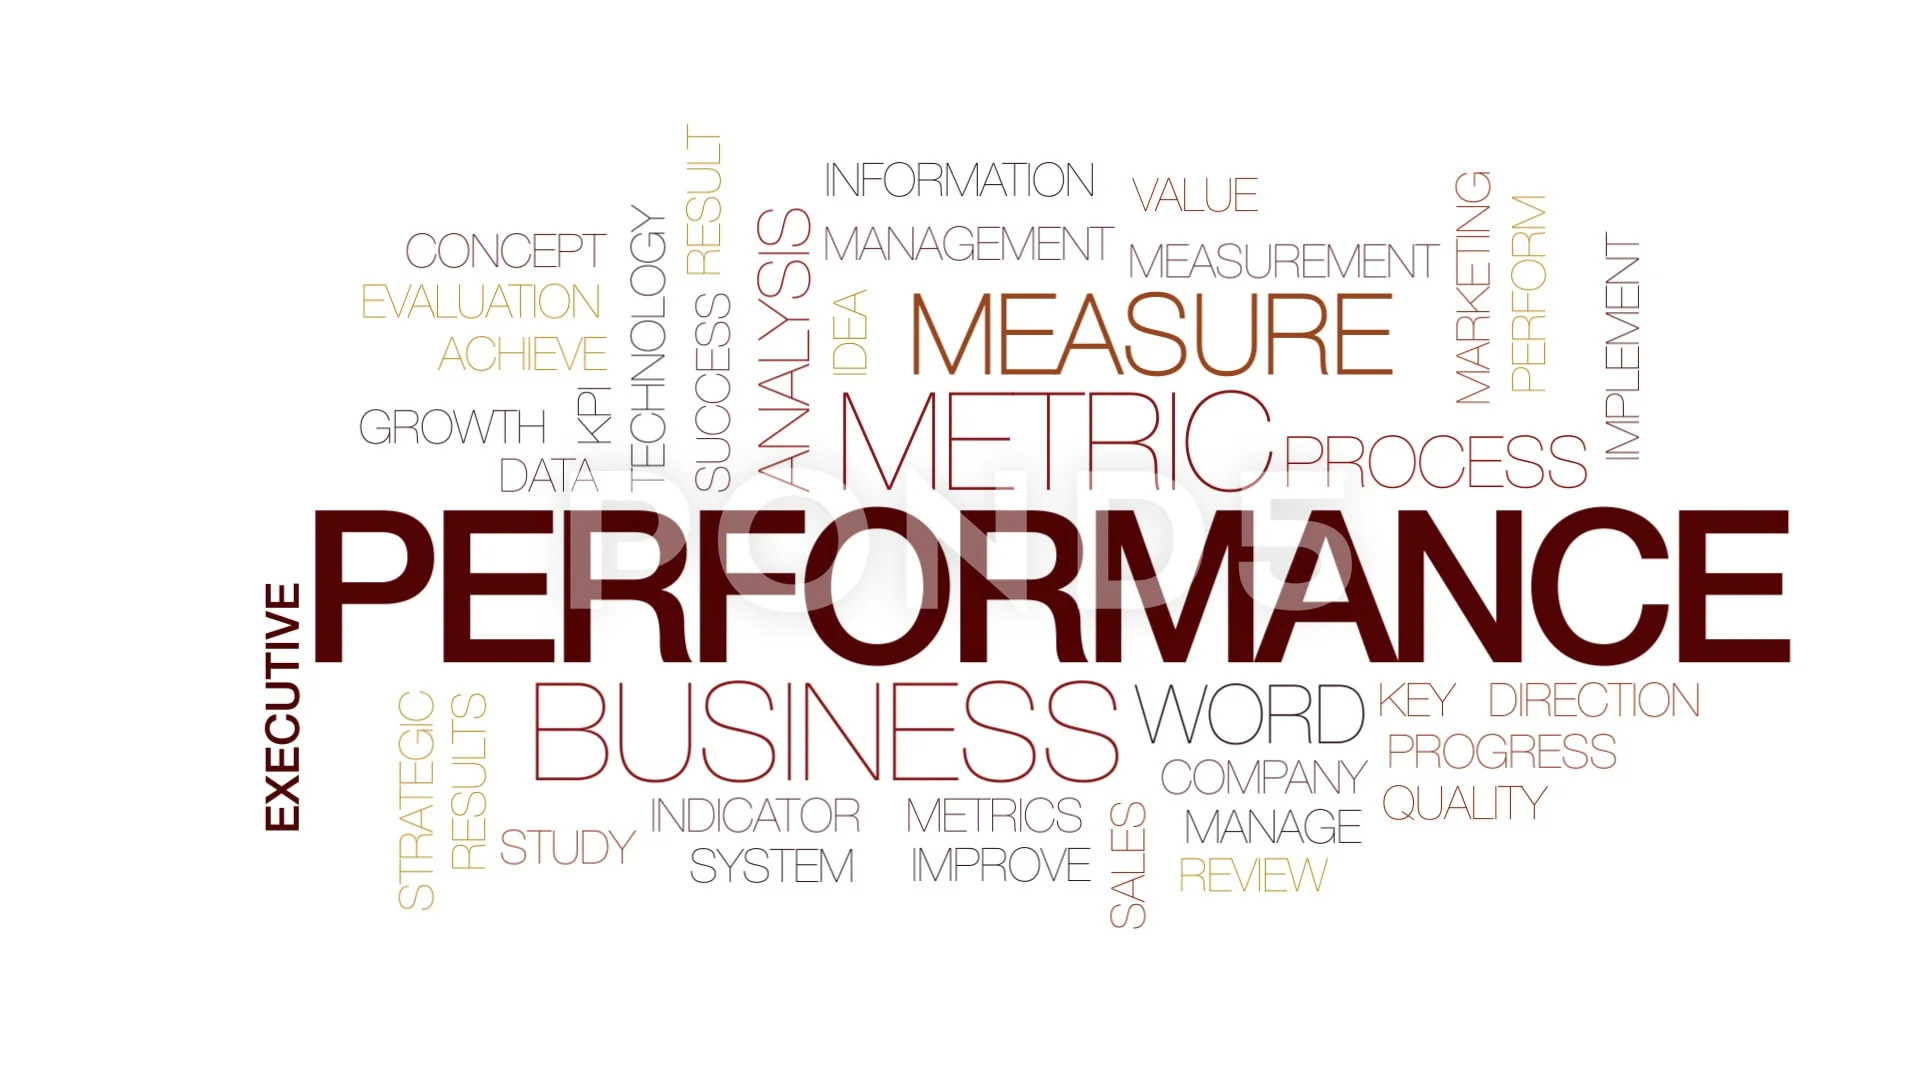 RESULT
INFORMATION
VALUE
MARKETING
PERFORM
CONCEPT
TECHNOLOGY
ANALYSIS
MANAGEMENT
MEASUREMENT
IMPLEMENT
EVALUATION
SUCCESS
IDEA
MEASURE
ACHIEVE
KPI
METRIC
GROWTH
PROCESS
DATA
POND5
PERFORMANCE
EXECUTIVE
BUSINESS
WORD
KEY
DIRECTION
STRATEGIC
RESULTS
PROGRESS
COMPANY
QUALITY
INDICATOR
METRICS
SALES
MANAGE
STUDY
SYSTEM
IMPROVE
REVIEW